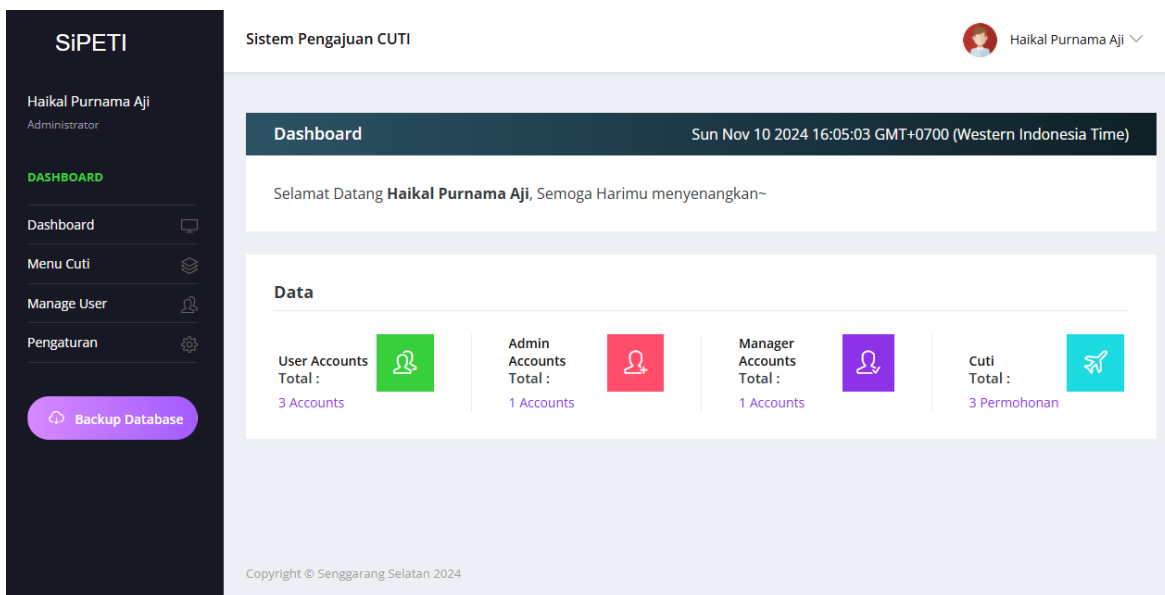 SiPETI
Haikal Purnama Aji
Administrator
DASHBOARD
Dashboard
Menu Cuti
Manage User
Pengaturan
Backup Database
Sistem Pengajuan CUTI
Haikal Purnama Aji
Dashboard
Sun Nov 10 2024 16:05:03 GMT+0700 (Western Indonesia Time)
Selamat Datang Haikal Purnama Aji, Semoga Harimu menyenangkan~
Data
User Accounts
Total :
3 Accounts
Admin
Accounts
Total :
1 Accounts
Manager
Accounts
Total :
1 Accounts
Cuti
Total :
3 Permohonan
Copyright © Senggarang Selatan 2024